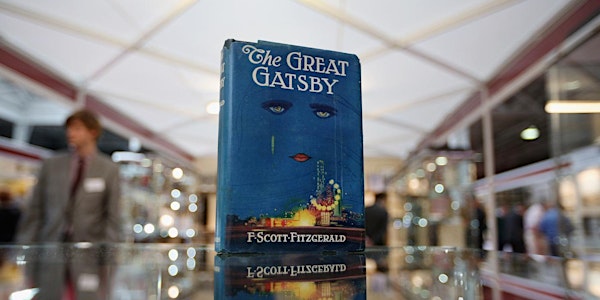 The GREAT
GATSBY
F·SCOTT·FITZGERALD